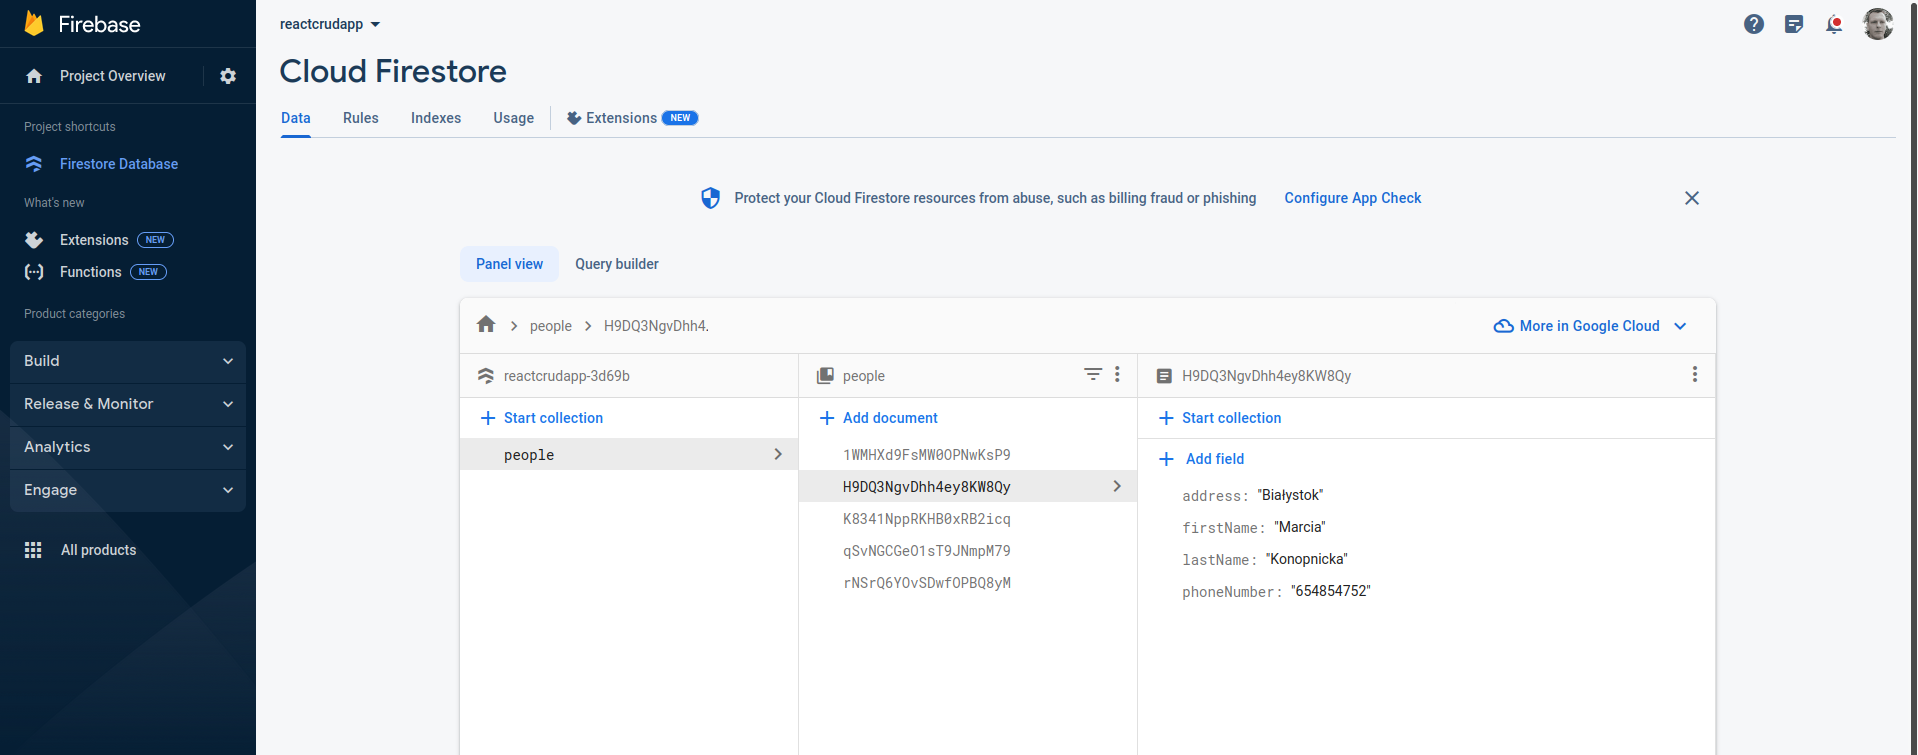 Firebase
Project Overview
Project shortcuts
Firestore Database
What's new
Extensions NEW
Functions NEW
Product categories
Build
Release & Monitor
Analytics
Engage
All products
reactcrudapp
Cloud Firestore
Data Rules Indexes Usage Extensions NEW
Protect your Cloud Firestore resources from abuse, such as billing fraud or phishing Configure App Check
Panel view Query builder
people H9DQ3NgvDhh4. More in Google Cloud
reactcrudapp-3d69b
Start collection
people
people
Add document
1WMHXd9FsMW0OPNwKsP9
H9DQ3NgvDhh4ey8KW8Qy
K8341NppRKHB0xRB2icq
qSvNGCGeO1sT9JNmpM79
rNSrQ6YOvSDwfOPBQ8yM
H9DQ3NgvDhh4ey8KW8Qy
Start collection
Add field
address: "Białystok"
firstName: "Marcia"
lastName: "Konopnicka"
phoneNumber: "654854752"